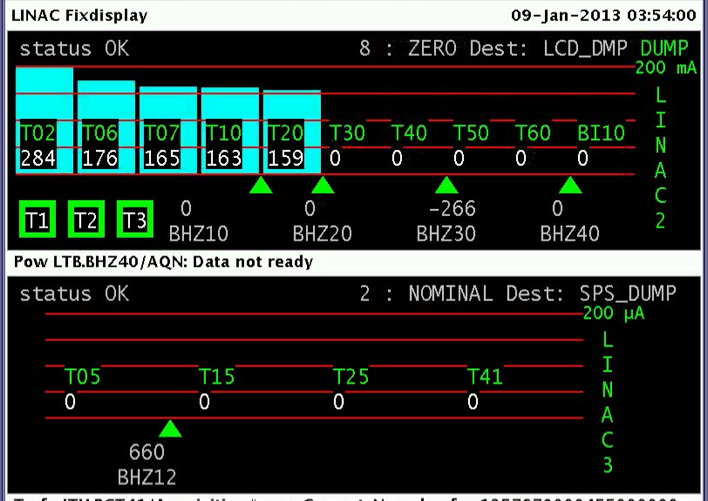 LINAC Fixdisplay 09-Jan-2013 03:54:00
status OK 8 : ZERO Dest: LCD_DMP DUMP
200 mA
T02 T06 T07 T10 T20 T30 T40 T50 T60 BI10
284 176 165 163 159 0 0 0 0 0
LINAC2
T1 T2 T3 0 0 -266 0
BHZ10 BHZ20 BHZ30 BHZ40
Pow LTB.BHZ40/AQN: Data not ready
status OK 2 : NOMINAL Dest: SPS_DUMP
200 µA
T05 T15 T25 T41
0 0 0 0
LINAC3
660
BHZ12